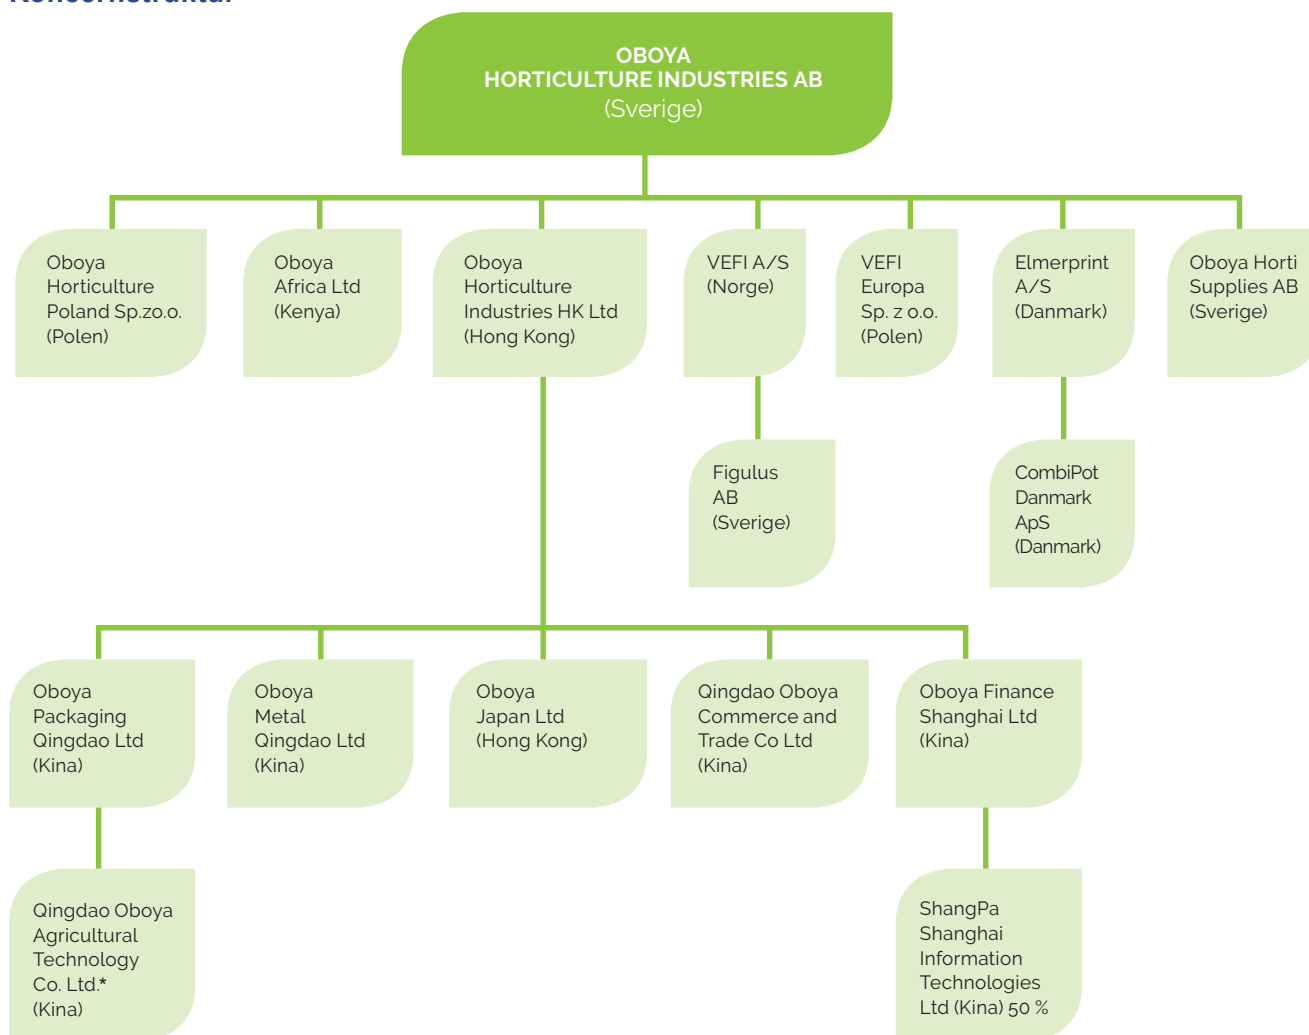 Koncernstruktur
OBOYA
HORTICULTURE INDUSTRIES AB
(Sverige)
Oboya
Horticulture
Poland Sp.zo.o.
(Polen)
Oboya
Africa Ltd
(Kenya)
Oboya
Horticulture
Industries HK Ltd
(Hong Kong)
VEFI A/S
(Norge)
VEFI
Europa
Sp. z o.o.
(Polen)
Elmerprint
A/S
(Danmark)
Oboya Horti
Supplies AB
(Sverige)
Figulus
AB
(Sverige)
CombiPot
Danmark
ApS
(Danmark)
Oboya
Packaging
Qingdao Ltd
(Kina)
Oboya
Metal
Qingdao Ltd
(Kina)
Oboya
Japan Ltd
(Hong Kong)
Qingdao Oboya
Commerce and
Trade Co Ltd
(Kina)
Oboya Finance
Shanghai Ltd
(Kina)
Qingdao Oboya
Agricultural
Technology
Co. Ltd.*
(Kina)
ShangPa
Shanghai
Information
Technologies
Ltd (Kina) 50 %